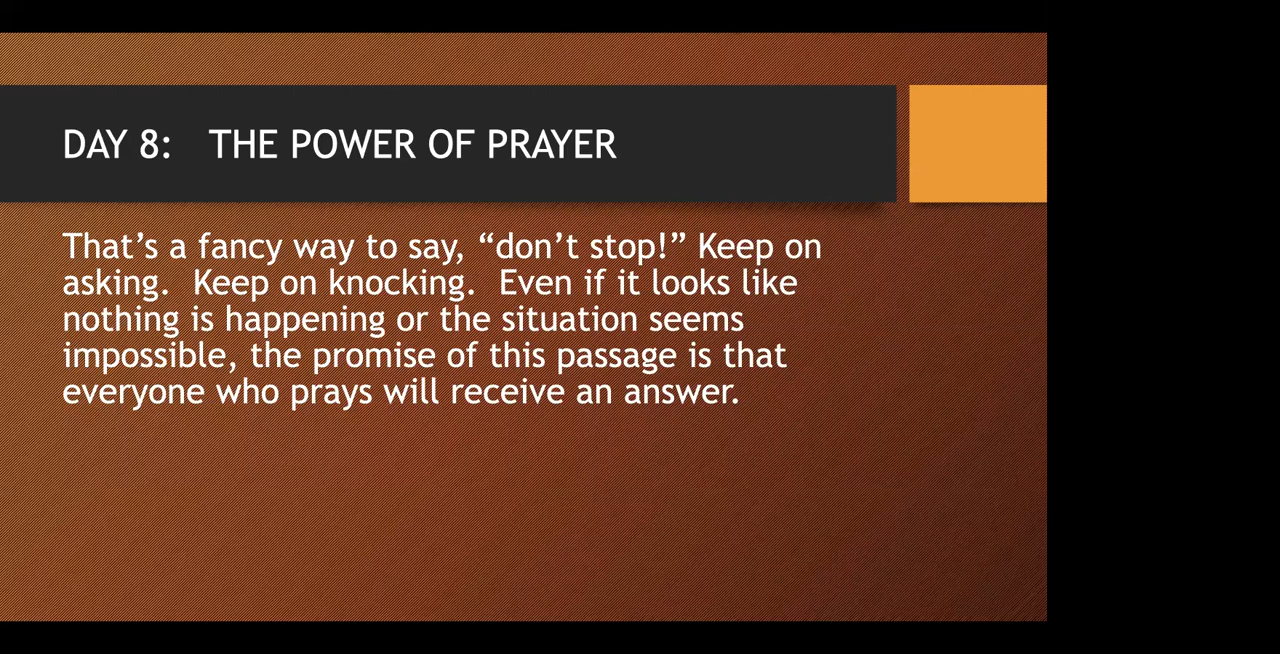 DAY 8:   THE POWER OF PRAYER
That’s a fancy way to say, “don’t stop!” Keep on
asking.  Keep on knocking.  Even if it looks like
nothing is happening or the situation seems
impossible, the promise of this passage is that
everyone who prays will receive an answer.